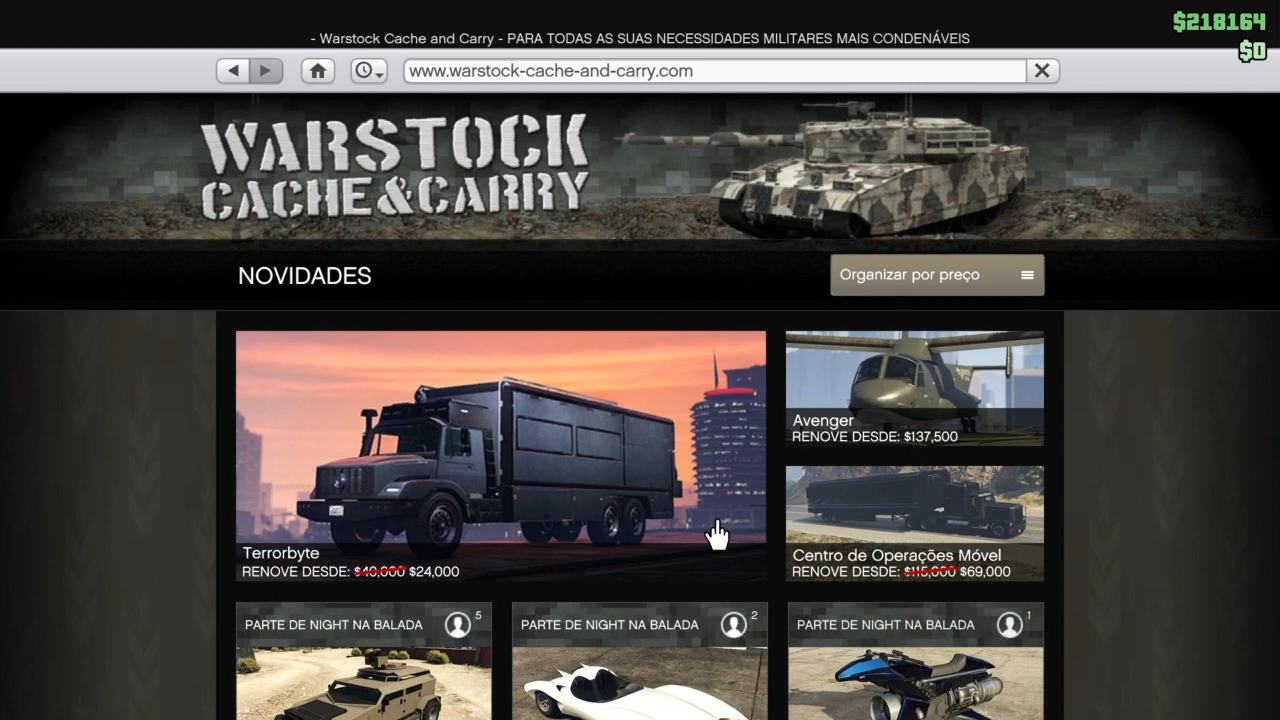 $218164
- Warstock Cache and Carry - PARA TODAS AS SUAS NECESSIDADES MILITARES MAIS CONDENÁVEIS
$0
www.warstock-cache-and-carry.com
WARSTOCK
CACHE&CARRY
NOVIDADES
Organizar por preço
Avenger
RENOVE DESDE: $137,500
Terrorbyte
RENOVE DESDE: $40,000 $24,000
Centro de Operações Móvel
RENOVE DESDE: $115,000 $69,000
PARTE DE NIGHT NA BALADA 5
PARTE DE NIGHT NA BALADA 2
PARTE DE NIGHT NA BALADA 1